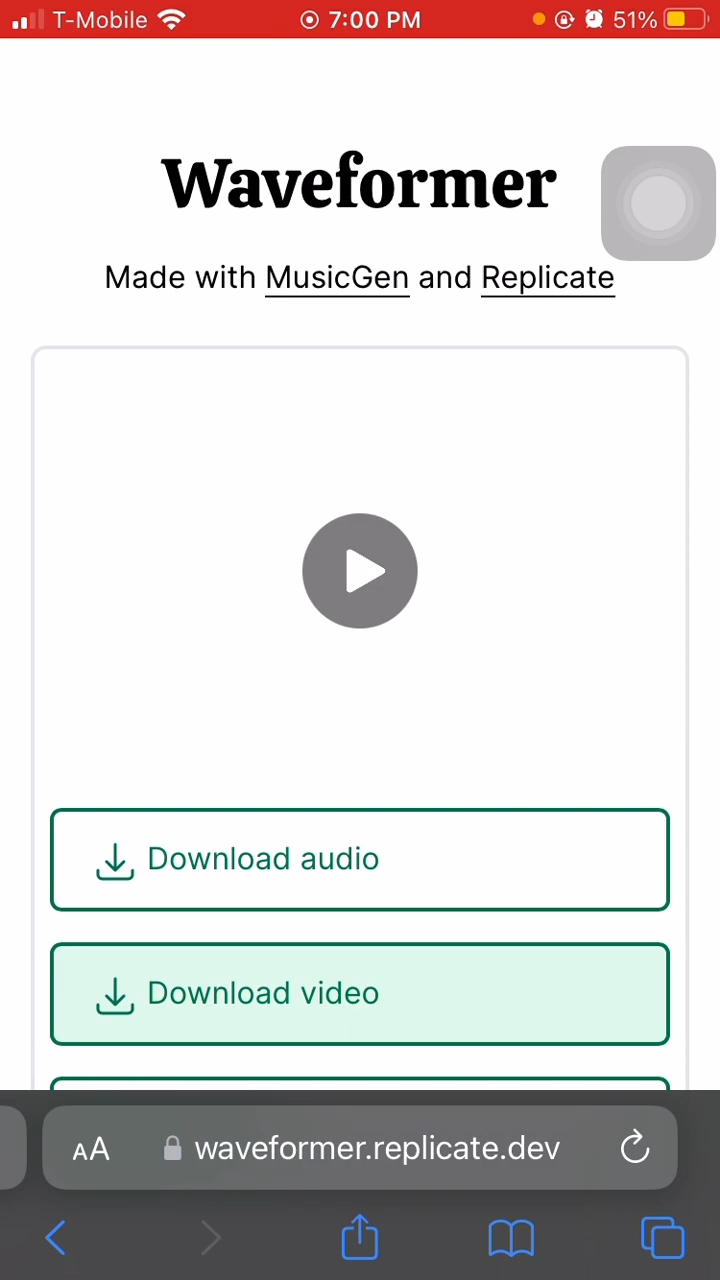 T-Mobile 7:00 PM 51%
Waveformer
Made with MusicGen and Replicate
Download audio
Download video
AA waveformer.replicate.dev